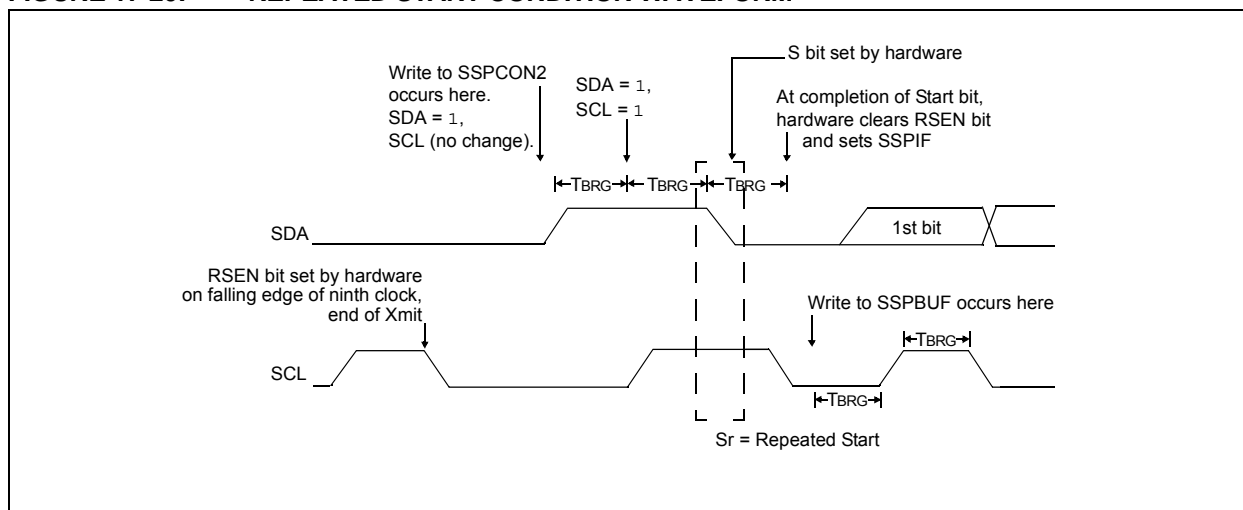 S bit set by hardware
Write to SSPCON2
occurs here.
SDA = 1,
SCL (no change).
SDA = 1,
SCL = 1
At completion of Start bit,
hardware clears RSEN bit
and sets SSPIF
TBRG TBRG TBRG
SDA
1st bit
RSEN bit set by hardware
on falling edge of ninth clock,
end of Xmit
Write to SSPBUF occurs here
TBRG
SCL
TBRG
Sr = Repeated Start